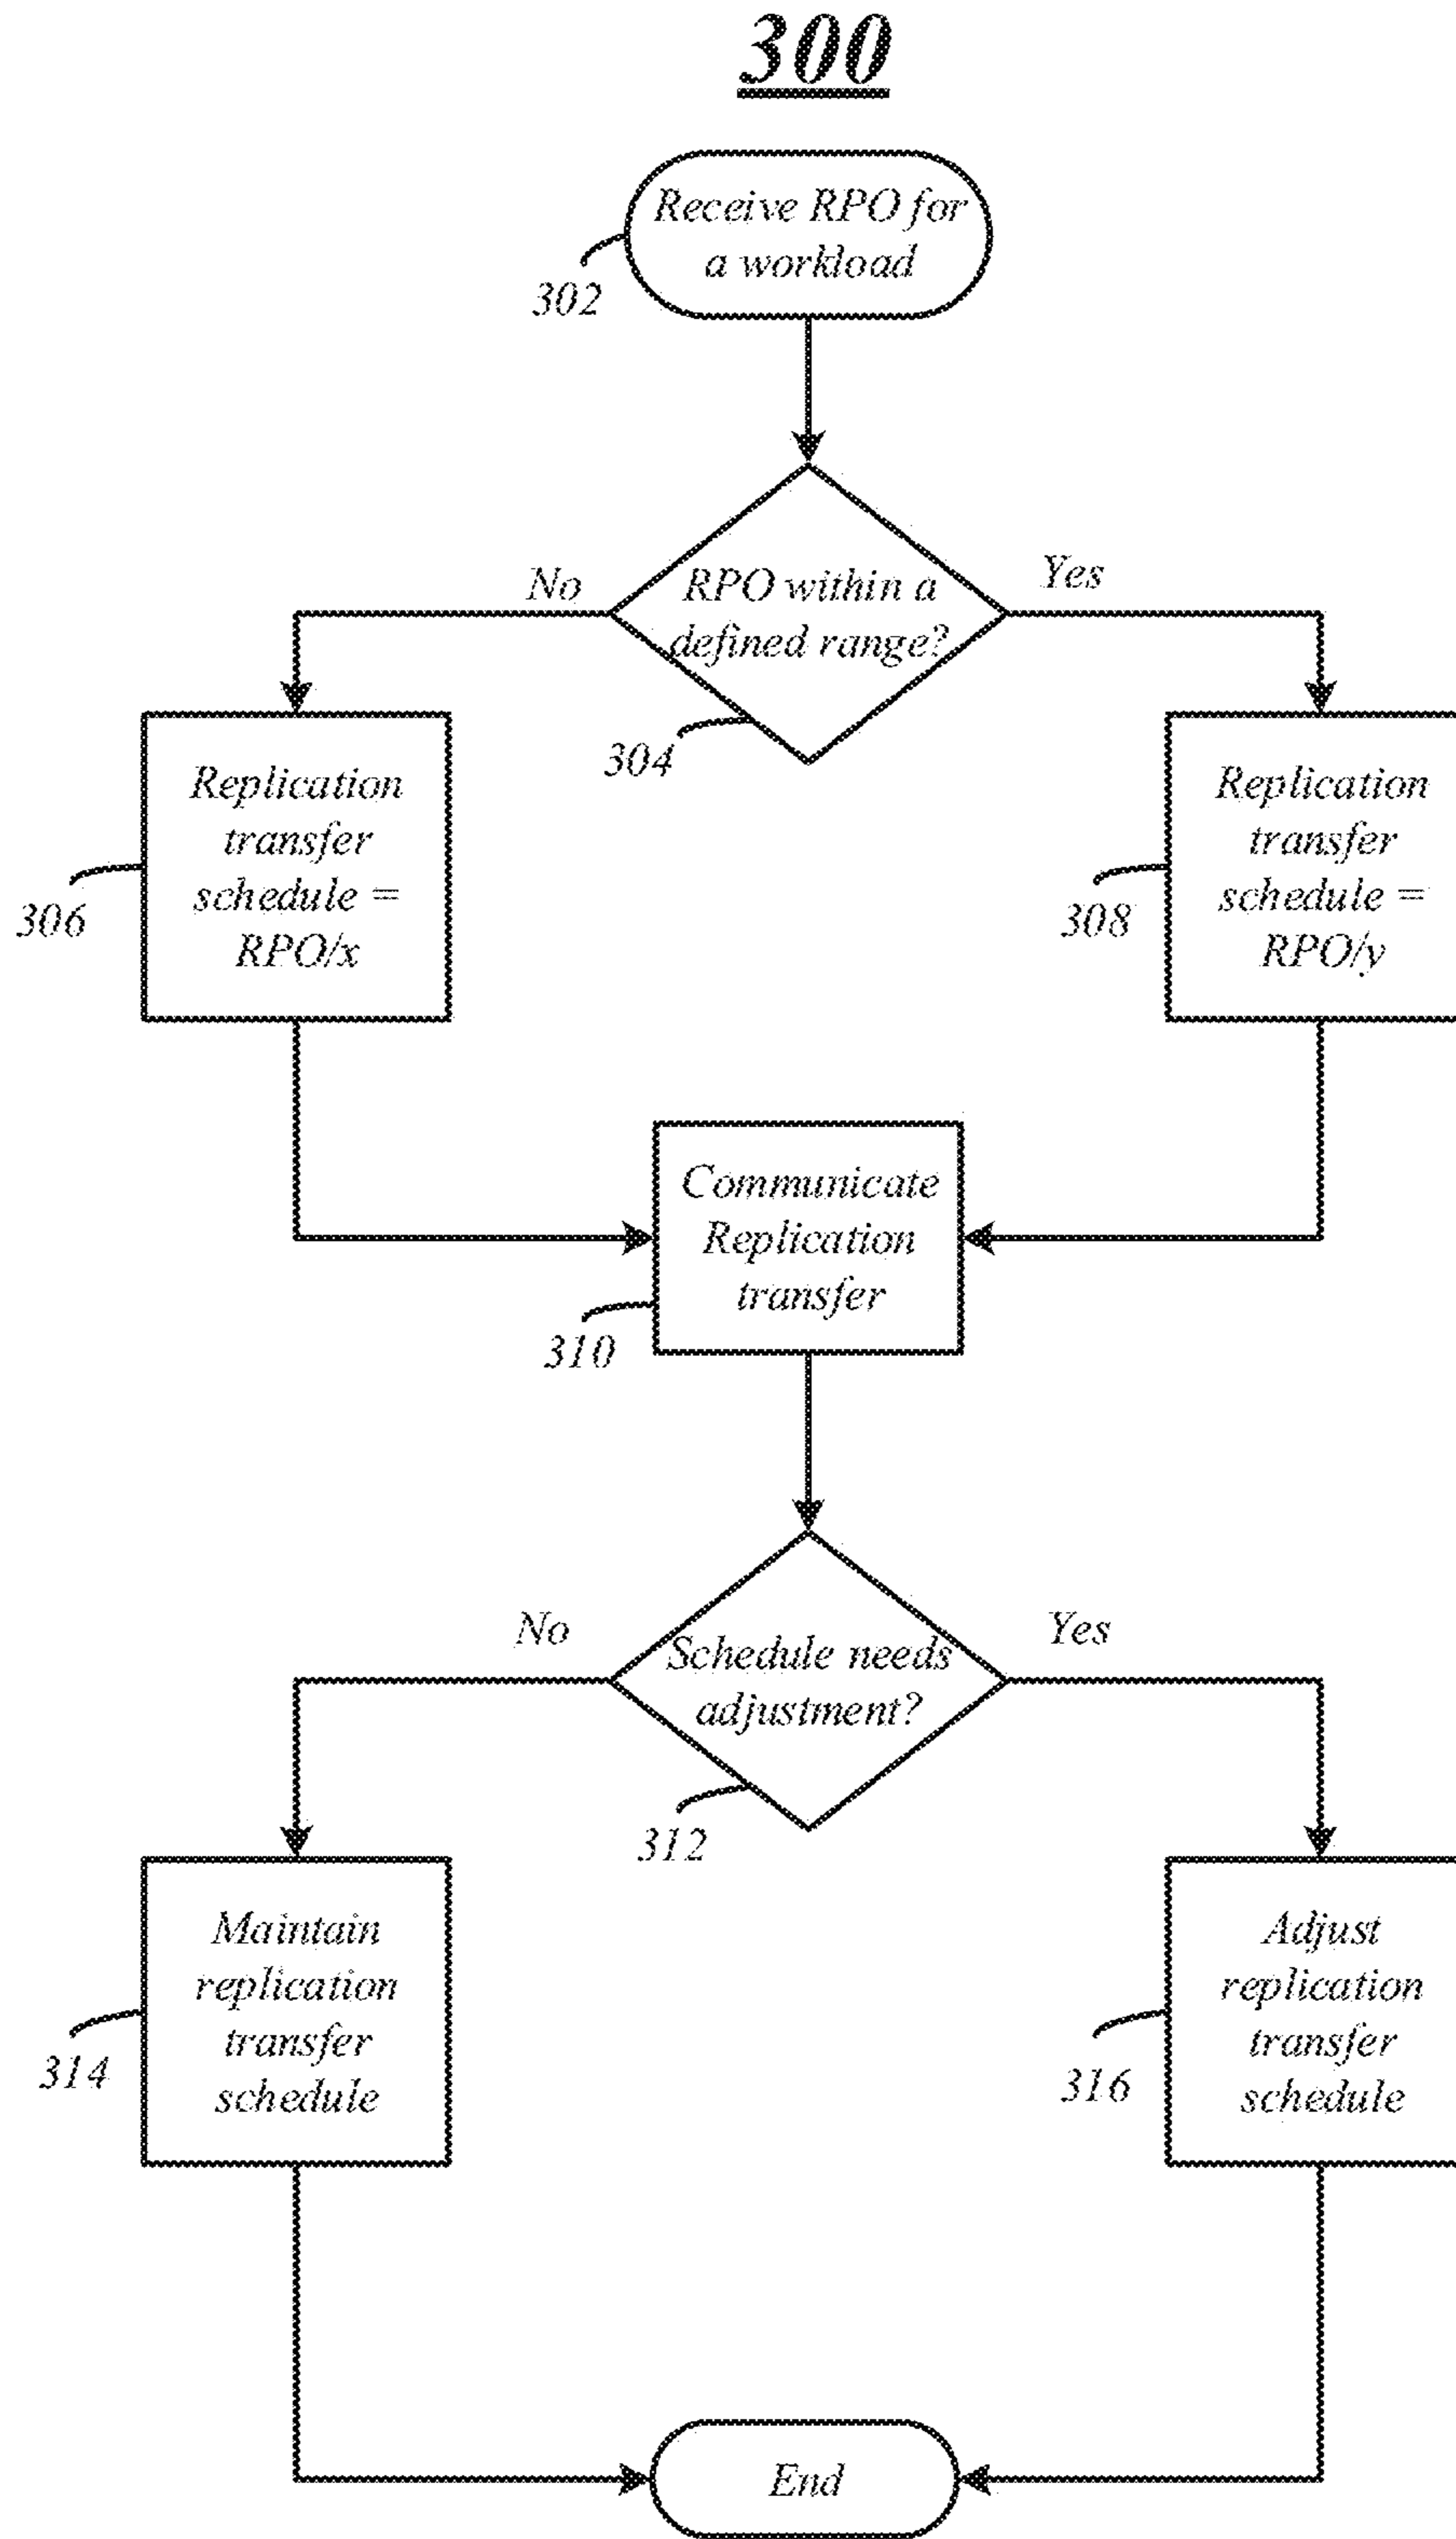 300
Receive RPO for
a workload
302
No
RPO within a
defined range?
Yes
304
Replication
transfer
schedule =
RPO/x
306
Replication
transfer
schedule =
RPO/y
308
Communicate
Replication
transfer
310
No
Schedule needs
adjustment?
Yes
312
Maintain
replication
transfer
schedule
314
Adjust
replication
transfer
schedule
316
End